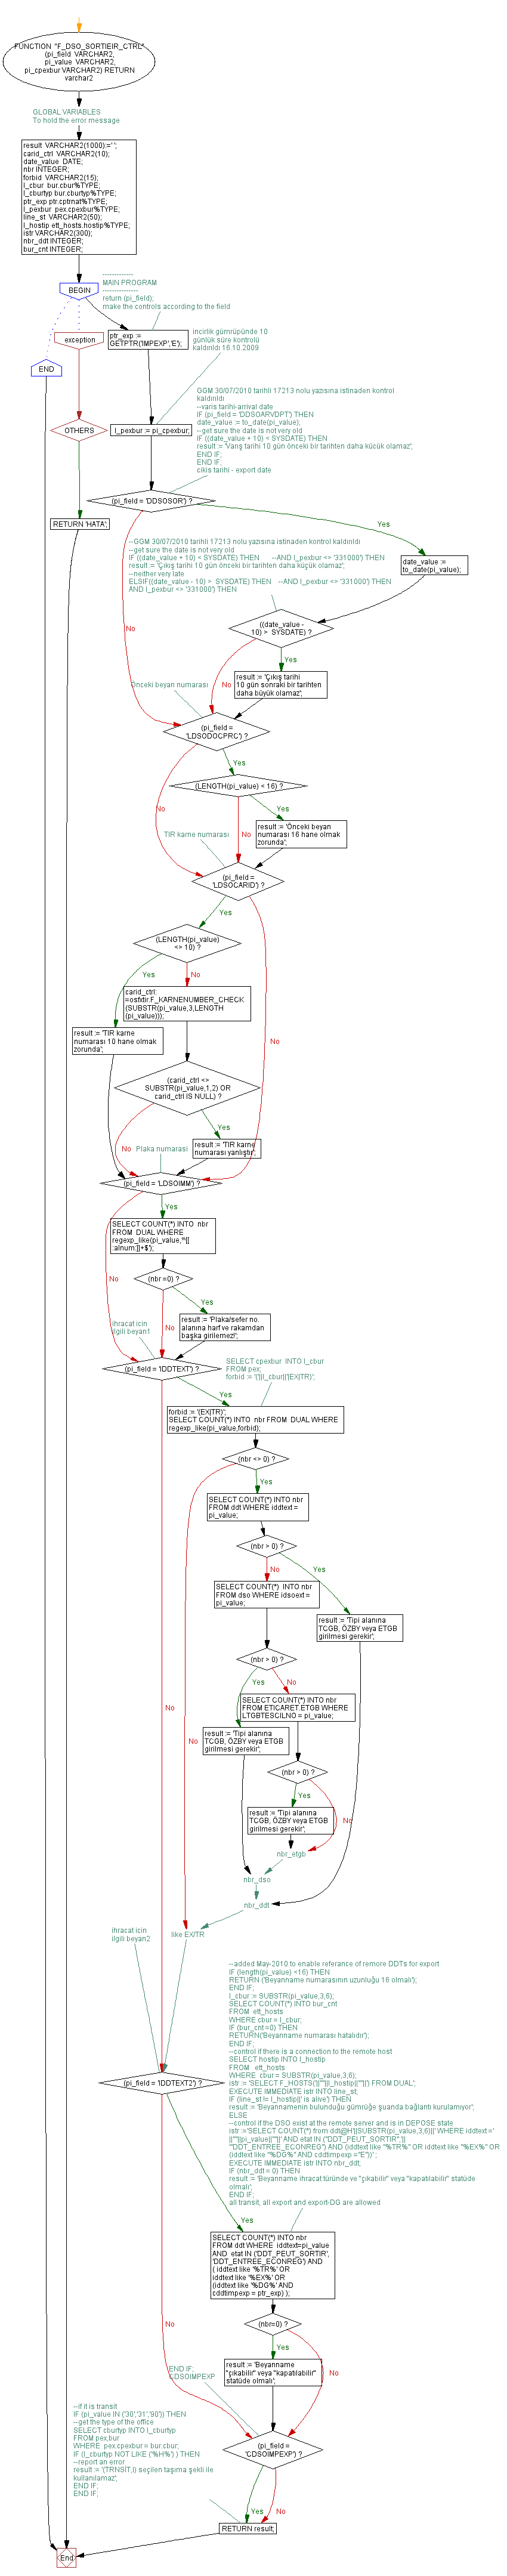 FUNCTION "F_DSO_SORTIEIR_CTRL"
(pi_field VARCHAR2,
pi_value VARCHAR2,
pi_cpexbur VARCHAR2) RETURN
varchar2
GLOBAL VARIABLES
To hold the error message
result VARCHAR2(1000):=' ';
carid_ctrl VARCHAR2(10);
date_value DATE;
nbr INTEGER;
forbid VARCHAR2(15);
l_cbur bur.cbur%TYPE;
l_cburtyp bur.cburtyp%TYPE;
ptr_exp ptr.cptrnat%TYPE;
l_pexbur pex.cpexbur%TYPE;
line_st VARCHAR2(50);
l_hostip ett_hosts.hostip%TYPE;
istr VARCHAR2(300);
nbr_ddt INTEGER;
bur_cnt INTEGER;
BEGIN
-------------
MAIN PROGRAM
---------------
return (pi_field);
make the controls according to the field
exception
END
OTHERS
RETURN 'HATA';
ptr_exp :=
GETPTR('IMPEXP','E');
incirlik gümrüpünde 10
günlük süre kontrolü
kaldırıldı 16.10.2009
l_pexbur := pi_cpexbur;
GGM 30/07/2010 tarihli 17213 nolu yazısına istinaden kontrol
kaldırıldı
--varis tarihi-arrival date
IF (pi_field = 'DDSOARVDPT') THEN
date_value := to_date(pi_value);
--get sure the date is not very old
IF ((date_value + 10) < SYSDATE) THEN
result := 'Varış tarihi 10 gün önceki bir tarihten daha kücük olamaz';
END IF;
END IF;
cikis tarihi - export date
(pi_field = 'DDSOSOR') ?
Yes
--GGM 30/07/2010 tarihli 17213 nolu yazısına istinaden kontrol kaldırıldı
--get sure the date is not very old
IF ((date_value + 10) < SYSDATE) THEN --AND l_pexbur <> '331000') THEN
result := 'Çıkış tarihi 10 gün önceki bir tarihten daha küçük olamaz';
--neither very late
ELSIF((date_value - 10) > SYSDATE) THEN --AND l_pexbur <> '331000') THEN
AND l_pexbur <> '331000') THEN
date_value :=
to_date(pi_value);
No
((date_value -
10) > SYSDATE) ?
Yes
No
result := 'Çıkış tarihi
10 gün sonraki bir tarihten
daha büyük olamaz';
Önceki beyan numarası
(pi_field =
'LDSODOCPRC') ?
Yes
No
(LENGTH(pi_value) < 16) ?
Yes
No
result := 'Önceki beyan
numarası 16 hane olmak
zorunda';
TIR karne numarası
(pi_field =
'LDSOCARID') ?
Yes
No
(LENGTH(pi_value)
<> 10) ?
Yes
No
carid_ctrl:
=osfidir.F_KARNENUMBER_CHECK
(SUBSTR(pi_value,3,LENGTH
(pi_value)));
result := 'TIR karne
numarası 10 hane olmak
zorunda';
(carid_ctrl <>
SUBSTR(pi_value,1,2) OR
carid_ctrl IS NULL) ?
Yes
No
result := 'TIR karne
numarası yanlıştır';
Plaka numarasi
(pi_field = 'LDSOIMM') ?
Yes
No
SELECT COUNT(*) INTO nbr
FROM DUAL WHERE
regexp_like(pi_value,'^[[
:alnum:]]+$');
(nbr =0) ?
Yes
No
result := 'Plaka/sefer no.
alanına harf ve rakamdan
başka girilemez!';
ihracat icin
ilgili beyan1
(pi_field = 'IDDTEXT') ?
SELECT cpexbur INTO l_cbur
FROM pex;
forbid := '('||l_cbur||'|EX|TR)';
Yes
forbid := '(EX|TR)';
SELECT COUNT(*) INTO nbr FROM DUAL WHERE
regexp_like(pi_value,forbid);
(nbr <> 0) ?
Yes
SELECT COUNT(*) INTO nbr
FROM ddt WHERE iddtext =
pi_value;
(nbr > 0) ?
No
Yes
SELECT COUNT(*) INTO nbr
FROM dso WHERE idsoext =
pi_value;
result := 'Tipi alanına
TCGB, ÖZBY veya ETGB
girilmesi gerekir';
(nbr > 0) ?
Yes
No
SELECT COUNT(*) INTO nbr
FROM ETICARET.ETGB WHERE
LTGBTESCILNO = pi_value;
No
No
result := 'Tipi alanına
TCGB, ÖZBY veya ETGB
girilmesi gerekir';
(nbr > 0) ?
Yes
No
result := 'Tipi alanına
TCGB, ÖZBY veya ETGB
girilmesi gerekir';
nbr_etgb
nbr_dso
nbr_ddt
like EX/TR
ihracat icin
ilgili beyan2
--added May-2010 to enable referance of remore DDTs for export
IF (length(pi_value) <16) THEN
RETURN ('Beyanname numarasının uzunluğu 16 olmalı');
END IF;
l_cbur := SUBSTR(pi_value,3,6);
SELECT COUNT(*) INTO bur_cnt
FROM ett_hosts
WHERE cbur = l_cbur;
IF (bur_cnt =0) THEN
RETURN('Beyanname numarası hatalıdır');
END IF;
--control if there is a connection to the remote host
SELECT hostip INTO l_hostip
FROM ett_hosts
WHERE cbur = SUBSTR(pi_value,3,6);
istr := 'SELECT F_HOSTS('||''''||l_hostip||''''||') FROM DUAL';
EXECUTE IMMEDIATE istr INTO line_st;
IF (line_st != l_hostip||' is alive') THEN
result := 'Beyannamenin bulunduğu gümrüğe şuanda bağlantı kurulamıyor';
ELSE
--control if the DSO exist at the remote server and is in DEPOSE state
istr :='SELECT COUNT(*) from ddt@H'||SUBSTR(pi_value,3,6)||' WHERE iddtext ='
||''''||pi_value||''''||' AND etat IN (''DDT_PEUT_SORTIR'','||
'''DDT_ENTREE_ECONREG'') AND (iddtext like ''%TR%'' OR iddtext like ''%EX%'' OR
(iddtext like ''%DG%'' AND cddtimpexp =''E''))' ;
EXECUTE IMMEDIATE istr INTO nbr_ddt;
IF (nbr_ddt = 0) THEN
result := 'Beyanname ihracat türünde ve "çıkabilir" veya "kapatılabilir" statüde
olmalı';
END IF;
all transit, all export and export-DG are allowed
(pi_field = 'IDDTEXT2') ?
Yes
SELECT COUNT(*) INTO nbr
FROM ddt WHERE iddtext=pi_value
AND etat IN ('DDT_PEUT_SORTIR',
'DDT_ENTREE_ECONREG') AND
( iddtext like '%TR%' OR
iddtext like '%EX%' OR
(iddtext like '%DG%' AND
cddtimpexp = ptr_exp) );
(nbr=0) ?
No
Yes
No
result := 'Beyanname
"çıkabilir" veya "kapatılabilir"
statüde olmalı';
END IF;
CDSOIMPEXP
(pi_field =
'CDSOIMPEXP') ?
--if it is transit
IF (pi_value IN ('30','31','90')) THEN
--get the type of the office
SELECT cburtyp INTO l_cburtyp
FROM pex,bur
WHERE pex.cpexbur = bur.cbur;
IF (l_cburtyp NOT LIKE ('%H%') ) THEN
--report an error
result := '(TRNSIT,I) seçilen taşıma şekli ile
kullanılamaz';
END IF;
END IF;
Yes
No
RETURN result;
End